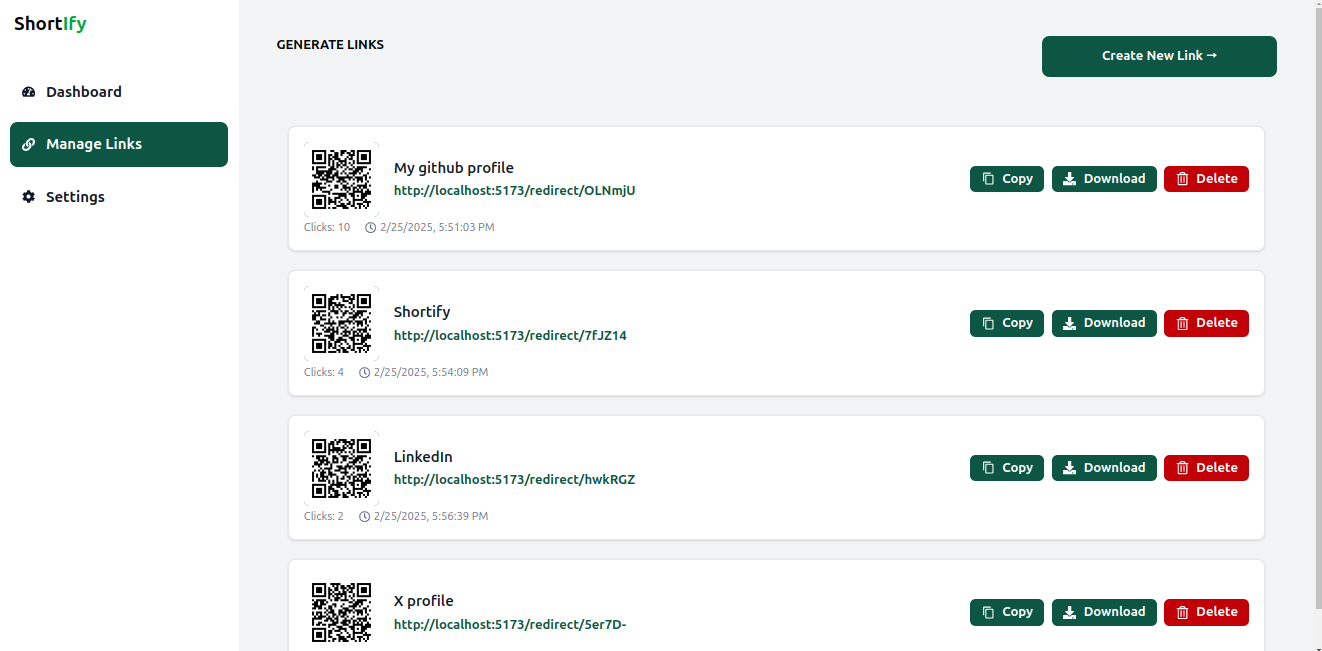 ShortIfy
Dashboard
Manage Links
Settings
GENERATE LINKS
Create New Link →
My github profile
http://localhost:5173/redirect/OLNmjU
Copy
Download
Delete
Clicks: 10
2/25/2025, 5:51:03 PM
Shortify
http://localhost:5173/redirect/7fJZ14
Copy
Download
Delete
Clicks: 4
2/25/2025, 5:54:09 PM
LinkedIn
http://localhost:5173/redirect/hwkRGZ
Copy
Download
Delete
Clicks: 2
2/25/2025, 5:56:39 PM
X profile
http://localhost:5173/redirect/5er7D-
Copy
Download
Delete